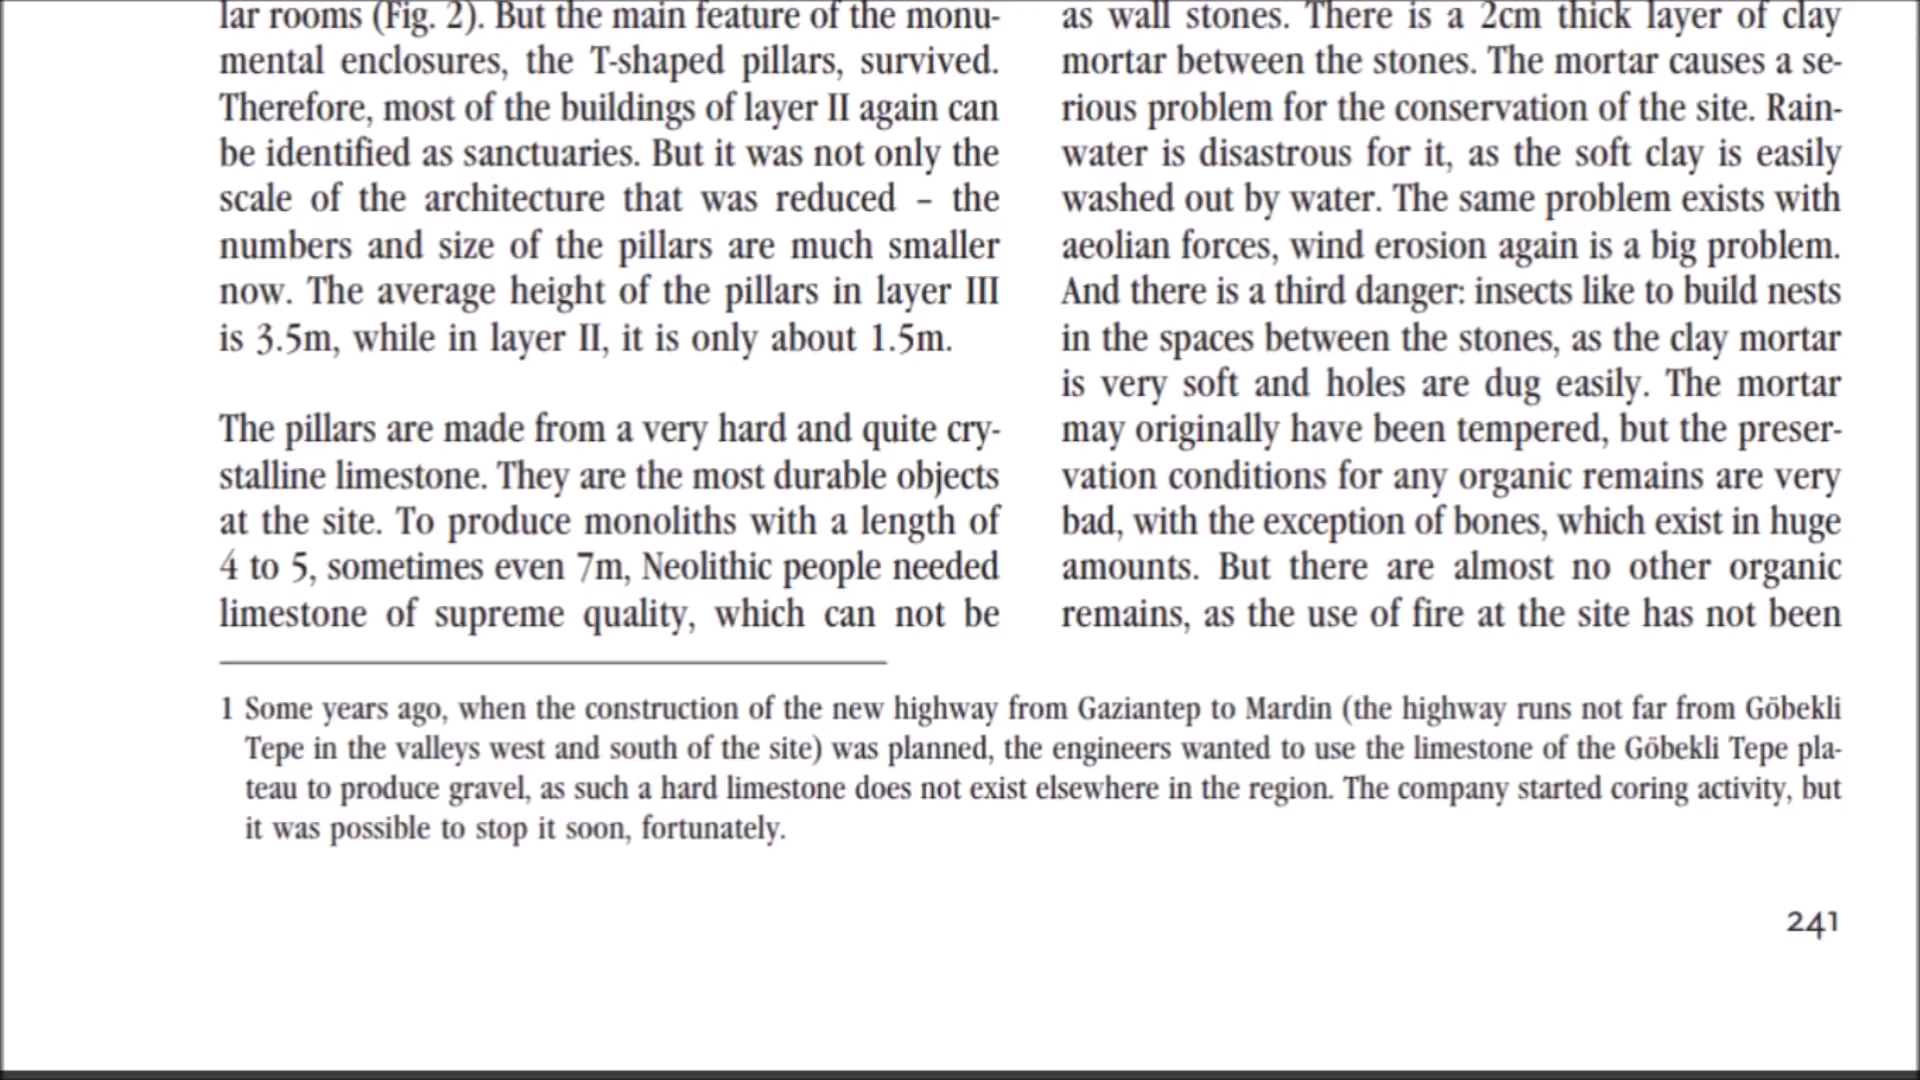 lar rooms (Fig. 2). But the main feature of the monu-
mental enclosures, the T-shaped pillars, survived.
Therefore, most of the buildings of layer II again can
be identified as sanctuaries. But it was not only the
scale of the architecture that was reduced – the
numbers and size of the pillars are much smaller
now. The average height of the pillars in layer III
is 3.5m, while in layer II, it is only about 1.5m.
The pillars are made from a very hard and quite cry-
stalline limestone. They are the most durable objects
at the site. To produce monoliths with a length of
4 to 5, sometimes even 7m, Neolithic people needed
limestone of supreme quality, which can not be
as wall stones. There is a 2cm thick layer of clay
mortar between the stones. The mortar causes a se-
rious problem for the conservation of the site. Rain-
water is disastrous for it, as the soft clay is easily
washed out by water. The same problem exists with
aeolian forces, wind erosion again is a big problem.
And there is a third danger: insects like to build nests
in the spaces between the stones, as the clay mortar
is very soft and holes are dug easily. The mortar
may originally have been tempered, but the preser-
vation conditions for any organic remains are very
bad, with the exception of bones, which exist in huge
amounts. But there are almost no other organic
remains, as the use of fire at the site has not been
1 Some years ago, when the construction of the new highway from Gaziantep to Mardin (the highway runs not far from Göbekli
Tepe in the valleys west and south of the site) was planned, the engineers wanted to use the limestone of the Göbekli Tepe pla-
teau to produce gravel, as such a hard limestone does not exist elsewhere in the region. The company started coring activity, but
it was possible to stop it soon, fortunately.
241